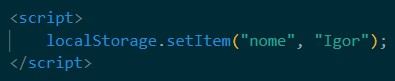 <script>
localStorage.setItem("nome", "Igor");
</script>